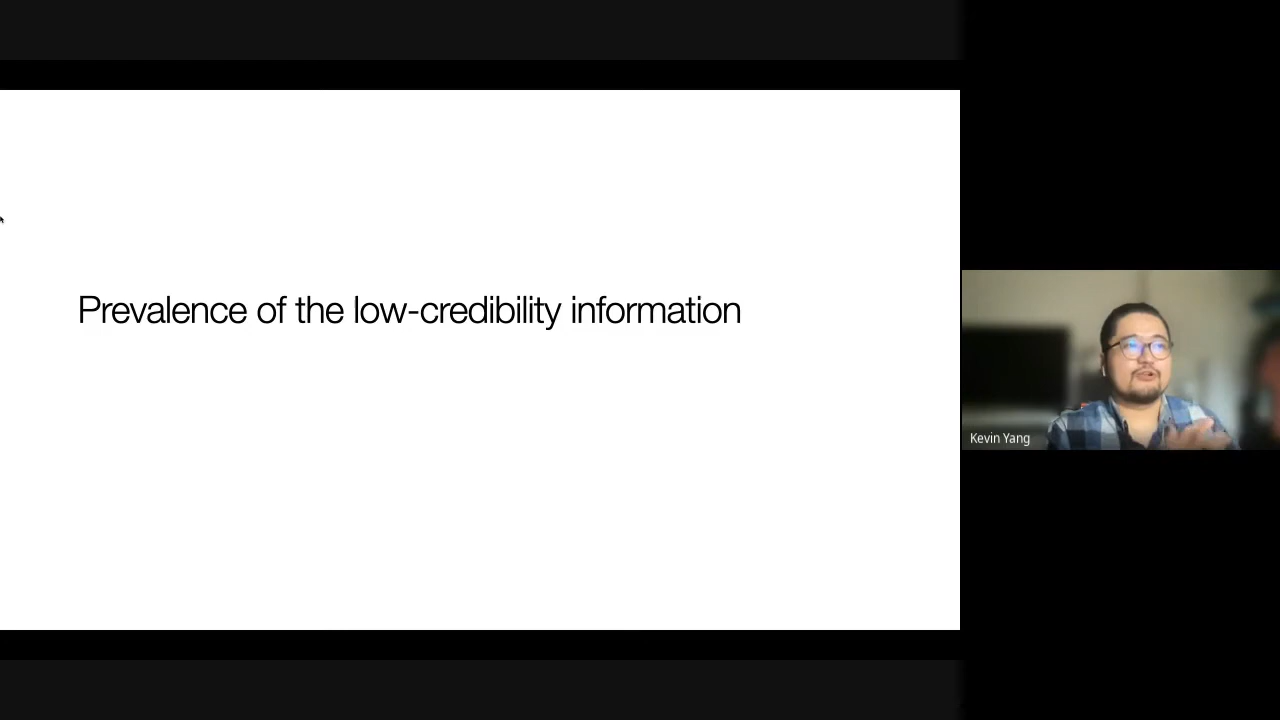 Prevalence of the low-credibility information
Kevin Yang